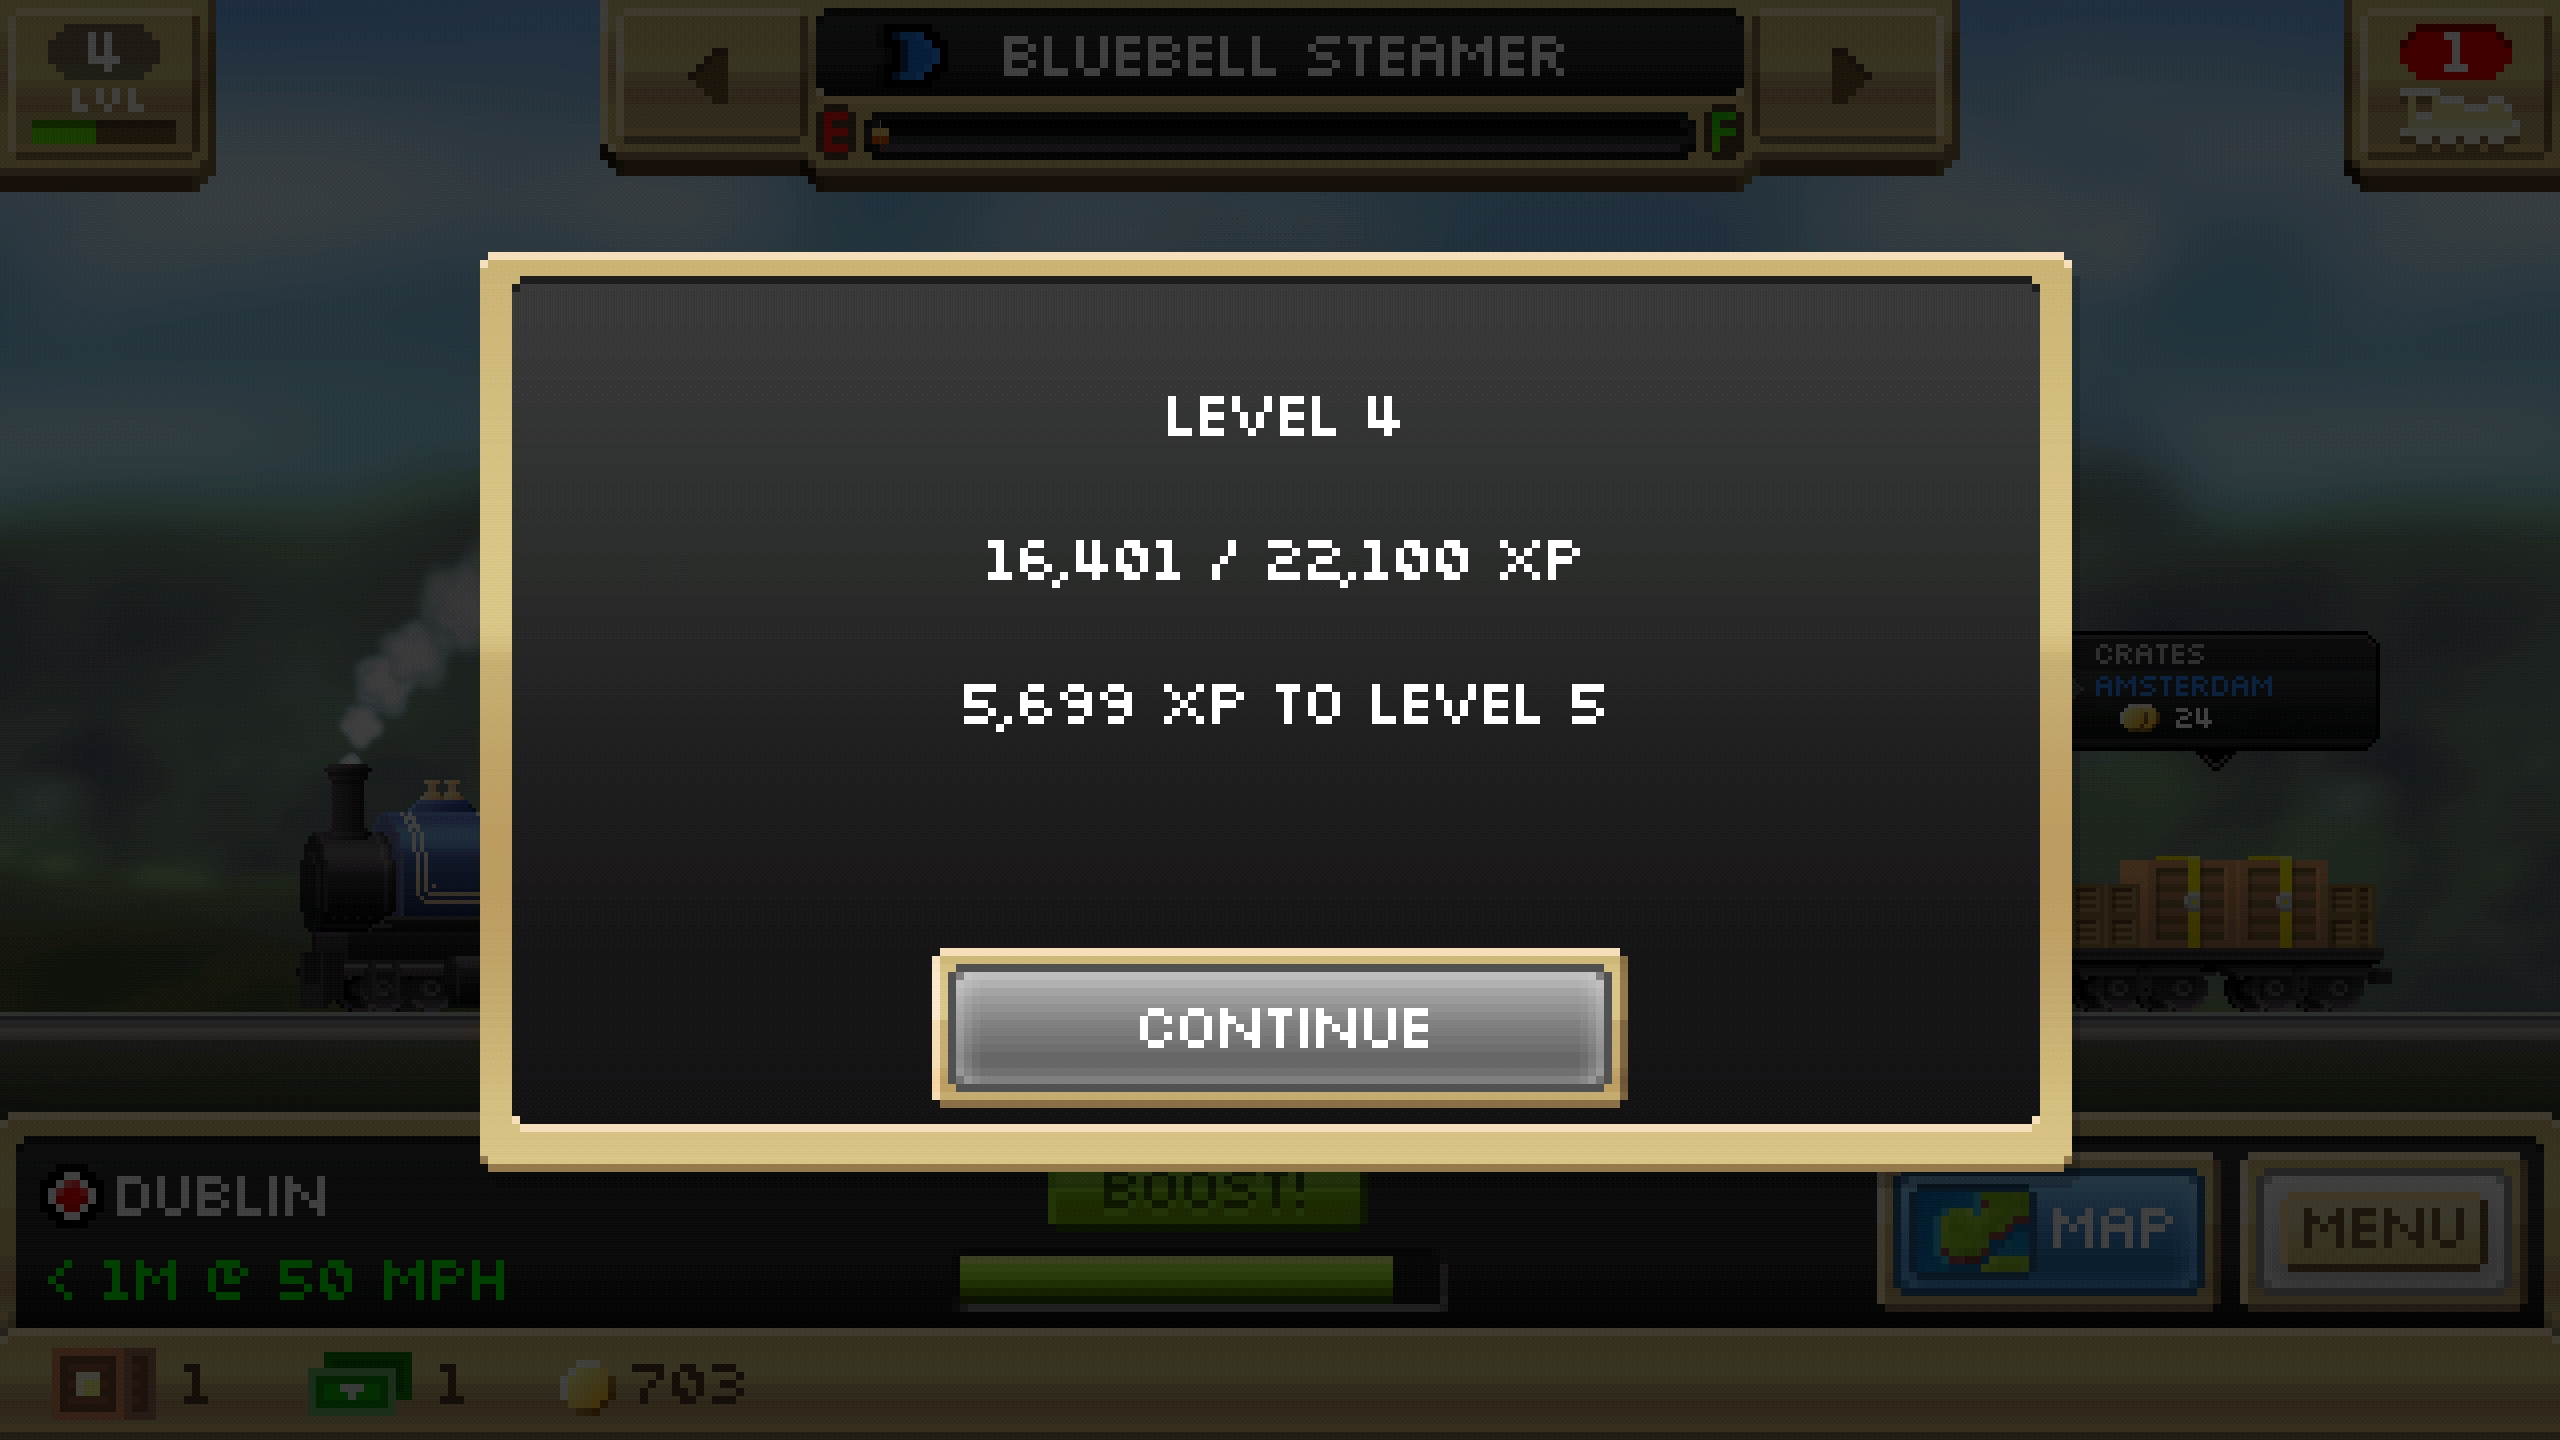 4
LVL
BLUEBELL STEAMER
E
F
1
LEVEL 4
16,401 / 22,100 XP
5,699 XP TO LEVEL 5
CONTINUE
CRATES
AMSTERDAM
24
DUBLIN
< 1M @ 50 MPH
BOOST!
MAP
MENU
1
1
703